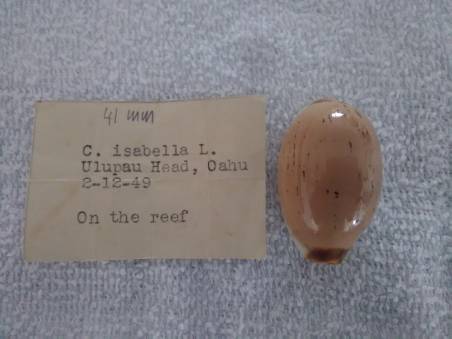 41 mm
C. isabella L.
Ulupau Head, Oahu
2-12-49
On the reef